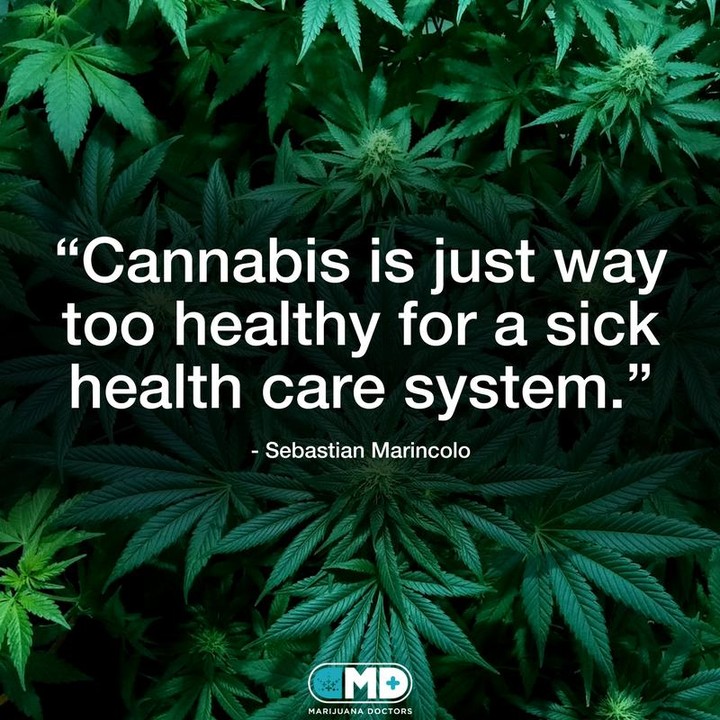 “Cannabis is just way
too healthy for a sick
health care system.”
- Sebastian Marincolo
MD
MARIJUANA DOCTORS